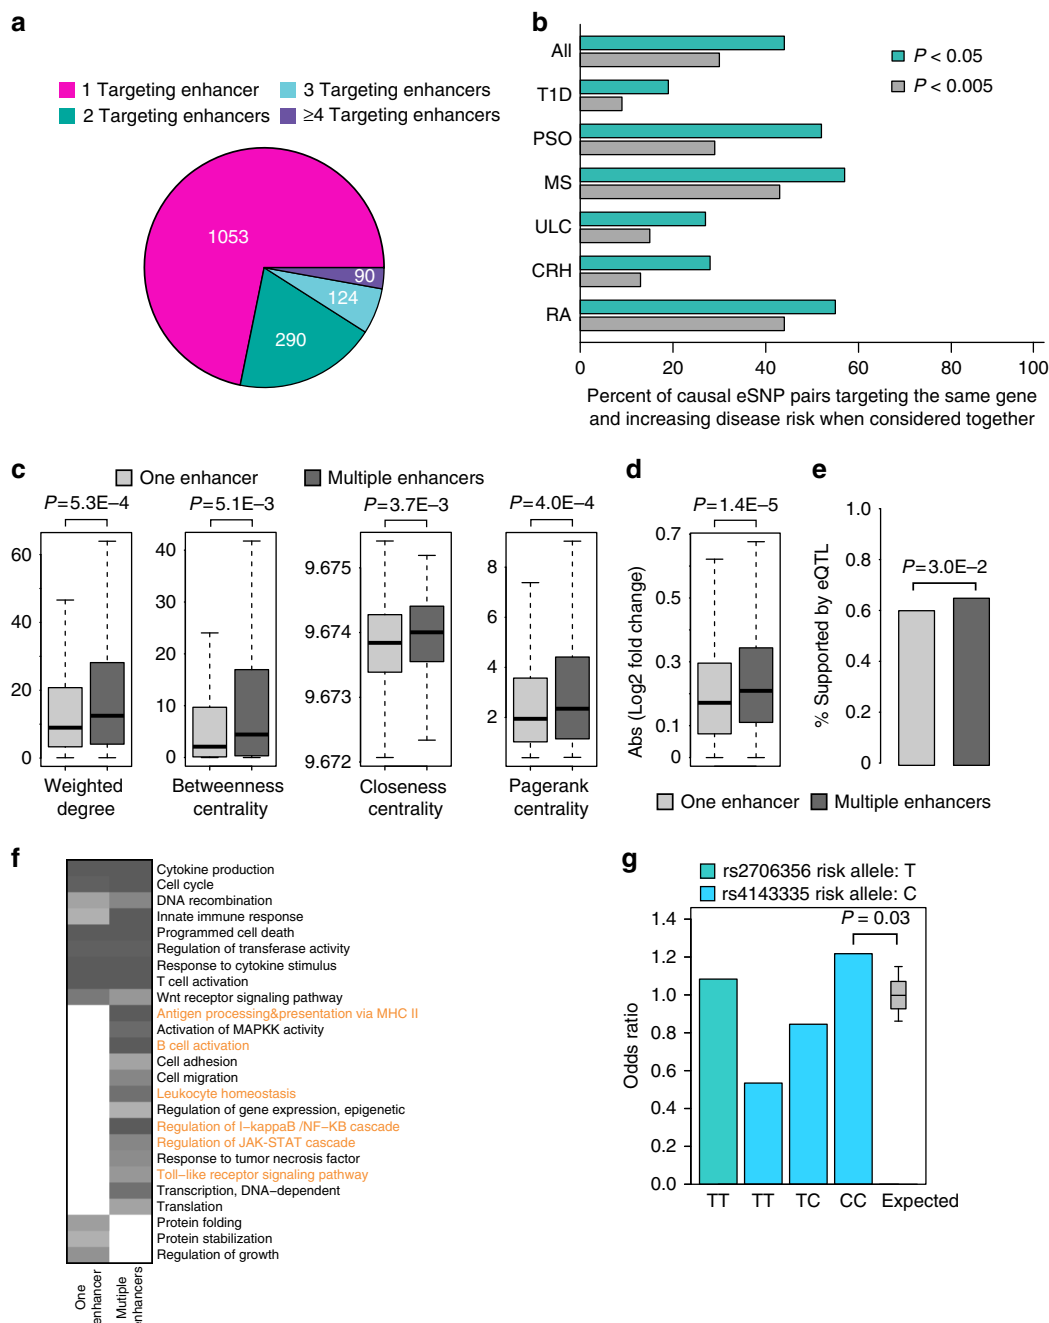 a
1 Targeting enhancer
3 Targeting enhancers
2 Targeting enhancers
≥4 Targeting enhancers
1053
90
124
290
b
All
T1D
PSO
MS
ULC
CRH
RA
P < 0.05
P < 0.005
0 20 40 60 80 100
Percent of causal eSNP pairs targeting the same gene
and increasing disease risk when considered together
c
One enhancer
Multiple enhancers
P=5.3E−4
60
40
20
0
Weighted
degree
P=5.1E−3
40
30
20
10
0
Betweenness
centrality
P=3.7E−3
9.675
9.674
9.673
9.672
Closeness
centrality
P=4.0E−4
8
6
4
2
Pagerank
centrality
d
P=1.4E−5
0.7
0.5
0.3
0.1
0
Abs (Log2 fold change)
e
1.0
0.8
0.6
0.4
0.2
0
% Supported by eQTL
P=3.0E−2
One enhancer
Multiple enhancers
f
Cytokine production
Cell cycle
DNA recombination
Innate immune response
Programmed cell death
Regulation of transferase activity
Response to cytokine stimulus
T cell activation
Wnt receptor signaling pathway
Antigen processing&presentation via MHC II
Activation of MAPKK activity
B cell activation
Cell adhesion
Cell migration
Leukocyte homeostasis
Regulation of gene expression, epigenetic
Regulation of I−kappaB /NF−KB cascade
Regulation of JAK-STAT cascade
Response to tumor necrosis factor
Toll−like receptor signaling pathway
Transcription, DNA−dependent
Translation
Protein folding
Protein stabilization
Regulation of growth
One
enhancer
Mutiple
enhancers
g
rs2706356 risk allele: T
rs4143335 risk allele: C
P = 0.03
1.4
1.2
1.0
0.8
0.6
0.4
0.2
0.0
Odds ratio
TT TT TC CC Expected